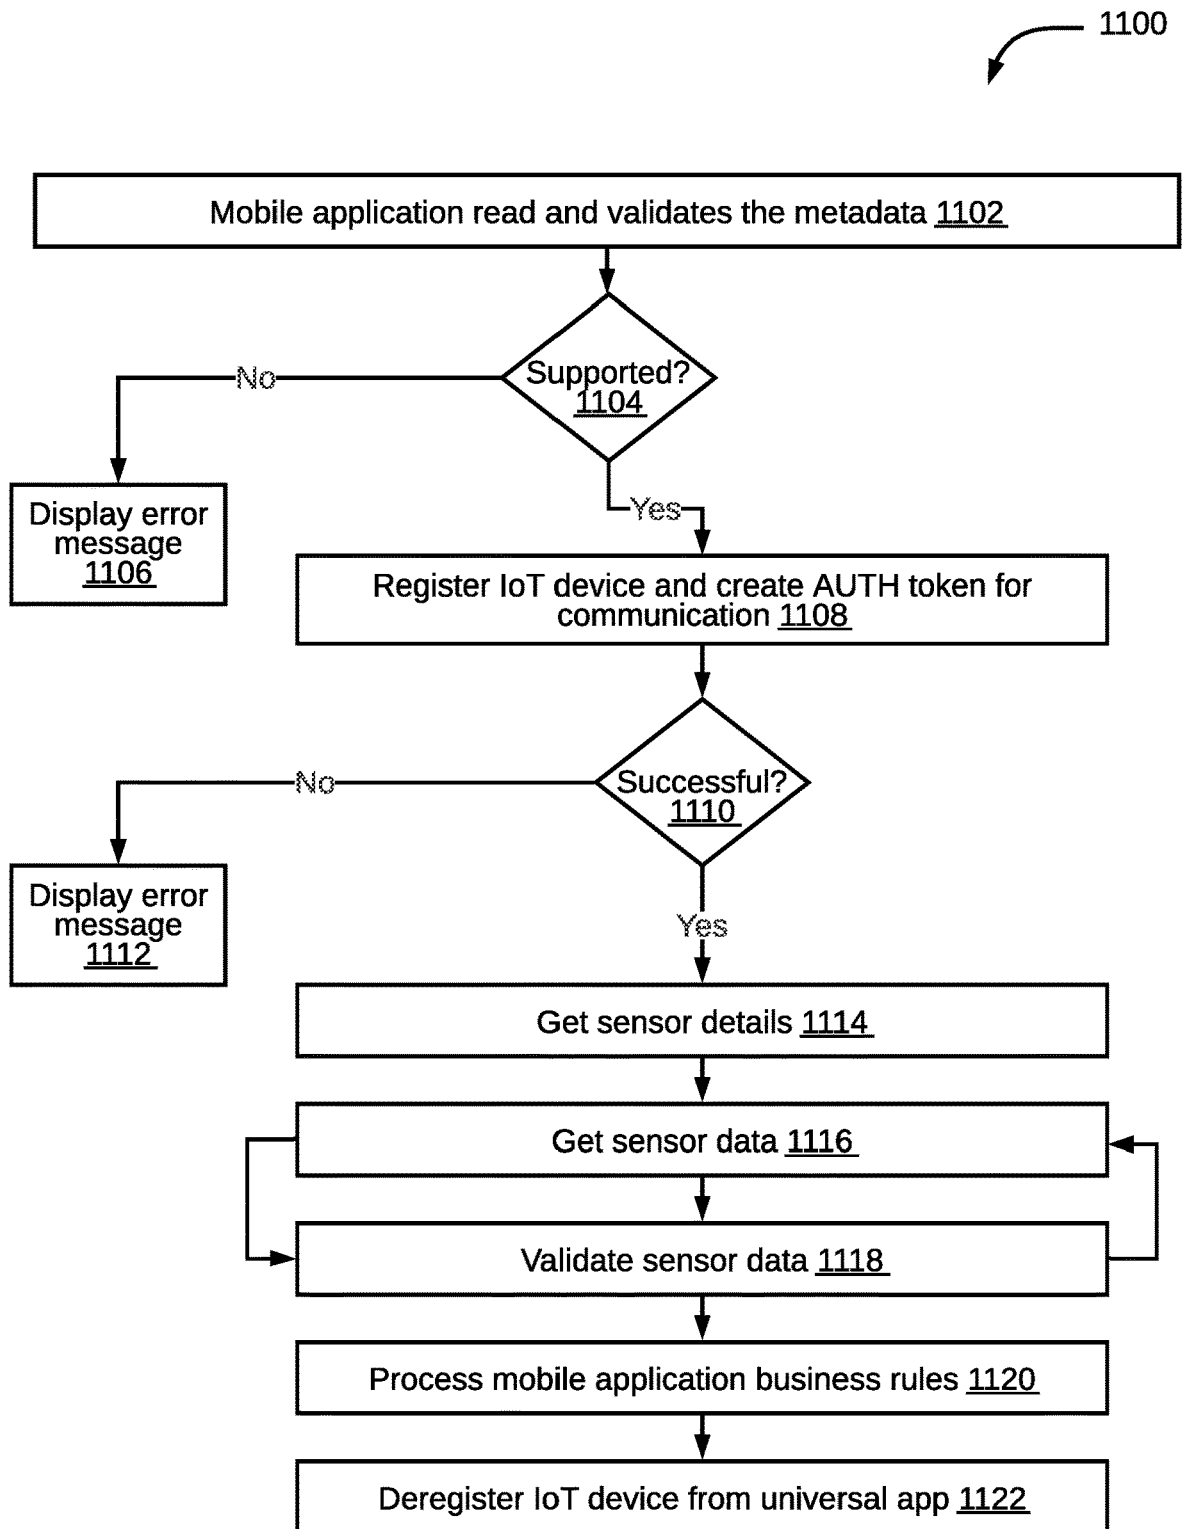 1100
Mobile application read and validates the metadata 1102
Supported?
1104
No
Yes
Display error
message
1106
Register IoT device and create AUTH token for
communication 1108
Successful?
1110
No
Display error
message
1112
Yes
Get sensor details 1114
Get sensor data 1116
Validate sensor data 1118
Process mobile application business rules 1120
Deregister IoT device from universal app 1122